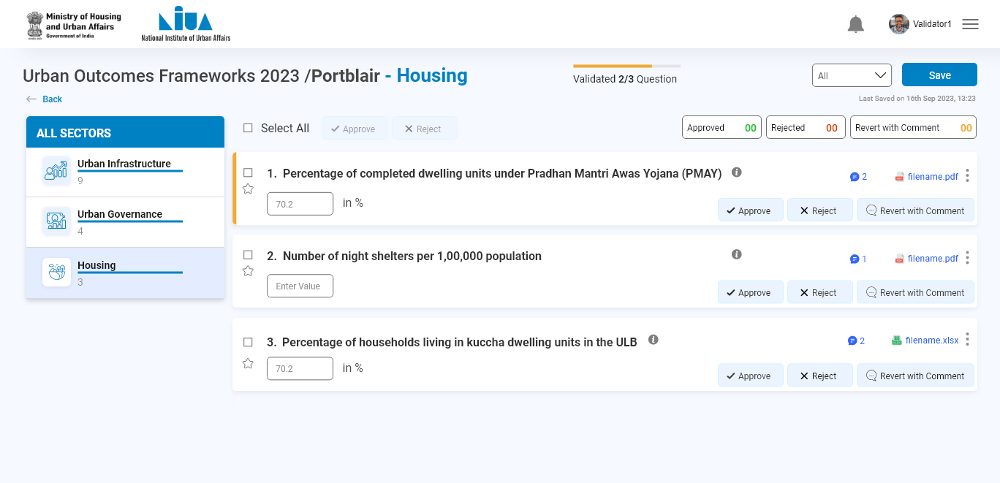 Ministry of Housing
and Urban Affairs
Government of India
NIUA
National Institute of Urban Affairs
Validator1
Urban Outcomes Frameworks 2023 /Portblair - Housing
Validated 2/3 Question
All
Save
Back
Last Saved on 16th Sep 2023, 13:23
ALL SECTORS
Urban Infrastructure
9
Urban Governance
4
Housing
3
Select All
Approve
Reject
Approved 00
Rejected 00
Revert with Comment 00
1. Percentage of completed dwelling units under Pradhan Mantri Awas Yojana (PMAY)
2
filename.pdf
70.2
in %
Approve
Reject
Revert with Comment
2. Number of night shelters per 1,00,000 population
1
filename.pdf
Enter Value
Approve
Reject
Revert with Comment
3. Percentage of households living in kuccha dwelling units in the ULB
2
filename.xlsx
70.2
in %
Approve
Reject
Revert with Comment